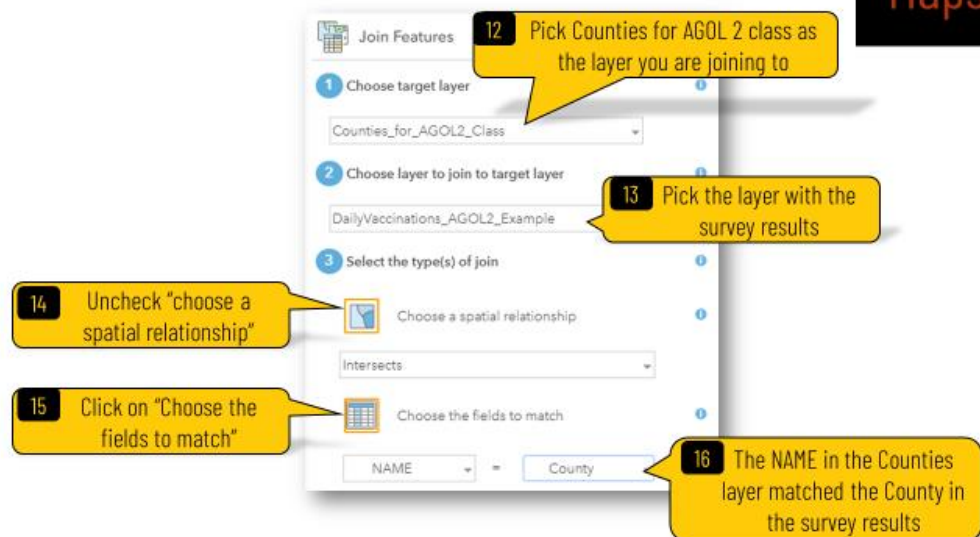 Join Features
12 Pick Counties for AGOL 2 class as
the layer you are joining to
1 Choose target layer
Counties_for_AGOL2_Class
2 Choose layer to join to target layer
13 Pick the layer with the
survey results
DailyVaccinations_AGOL2_Example
3 Select the type(s) of join
14 Uncheck "choose a
spatial relationship"
Choose a spatial relationship
Intersects
15 Click on "Choose the
fields to match"
Choose the fields to match
NAME = County
16 The NAME in the Counties
layer matched the County in
the survey results